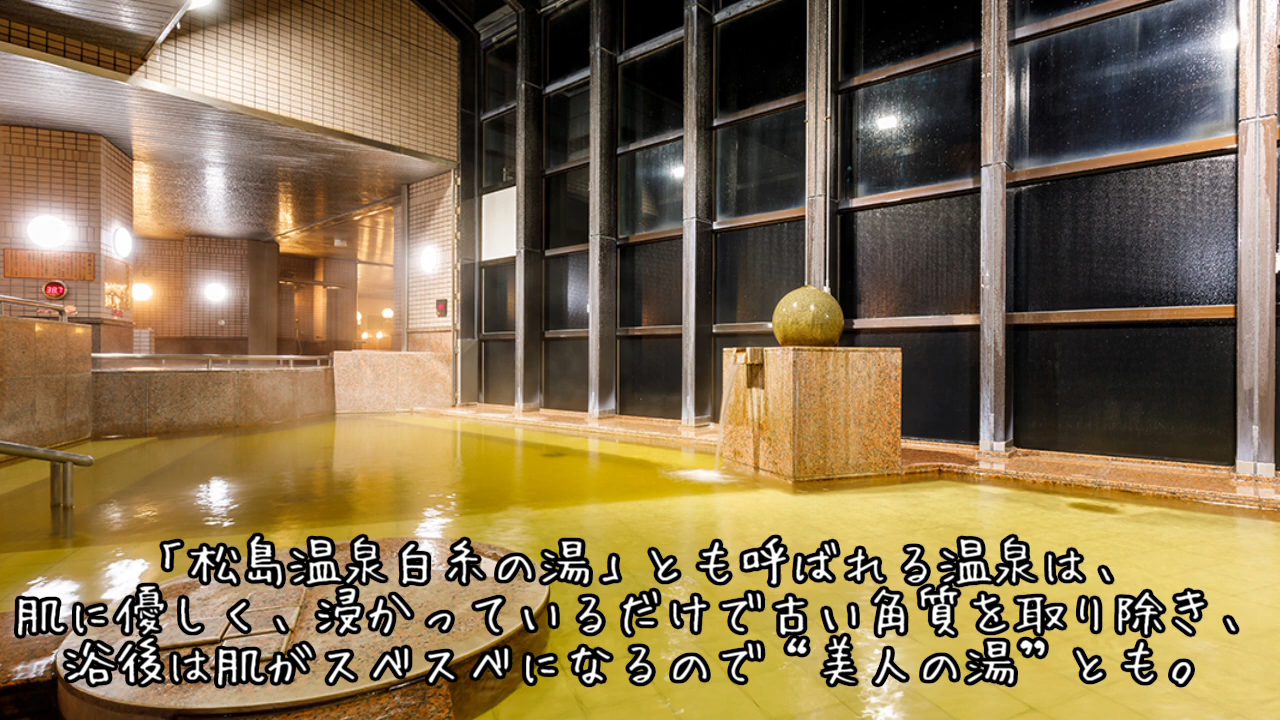 「松島温泉白糸の湯」とも呼ばれる温泉は、
肌に優しく、浸かっているだけで古い角質を取り除き、
浴後は肌がスベスベになるので“美人の湯”とも。